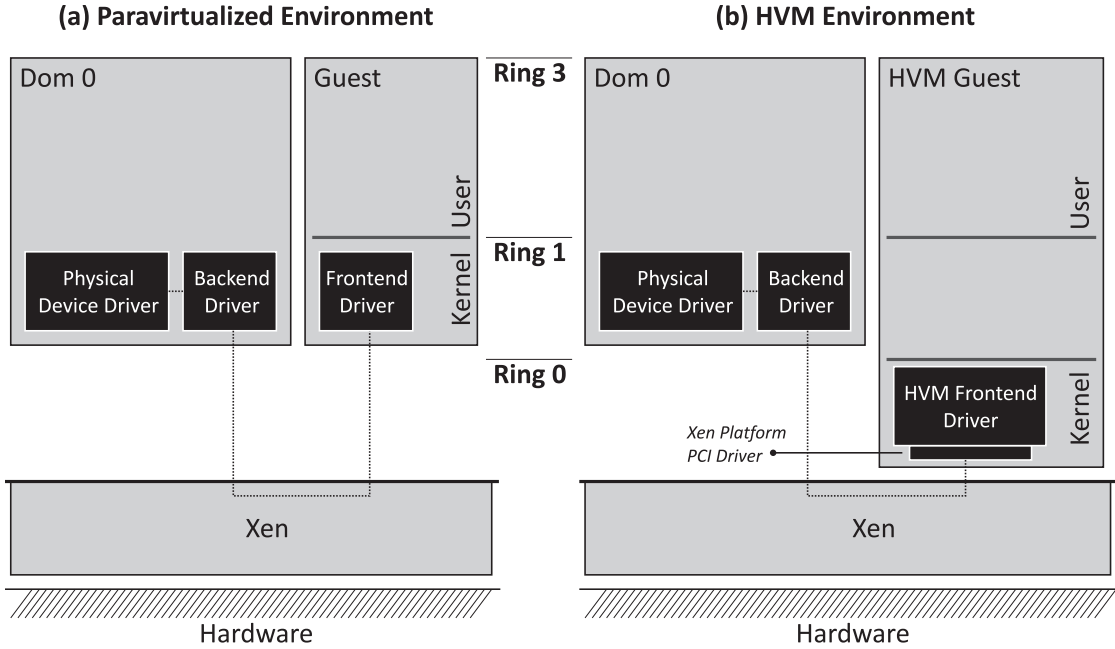 (a) Paravirtualized Environment
Dom 0
Guest
User
Kernel
Physical
Device Driver
Backend
Driver
Frontend
Driver
Xen
Hardware
Ring 3
Ring 1
Ring 0
(b) HVM Environment
Dom 0
HVM Guest
User
Kernel
Physical
Device Driver
Backend
Driver
HVM Frontend
Driver
Xen Platform
PCI Driver
Xen
Hardware